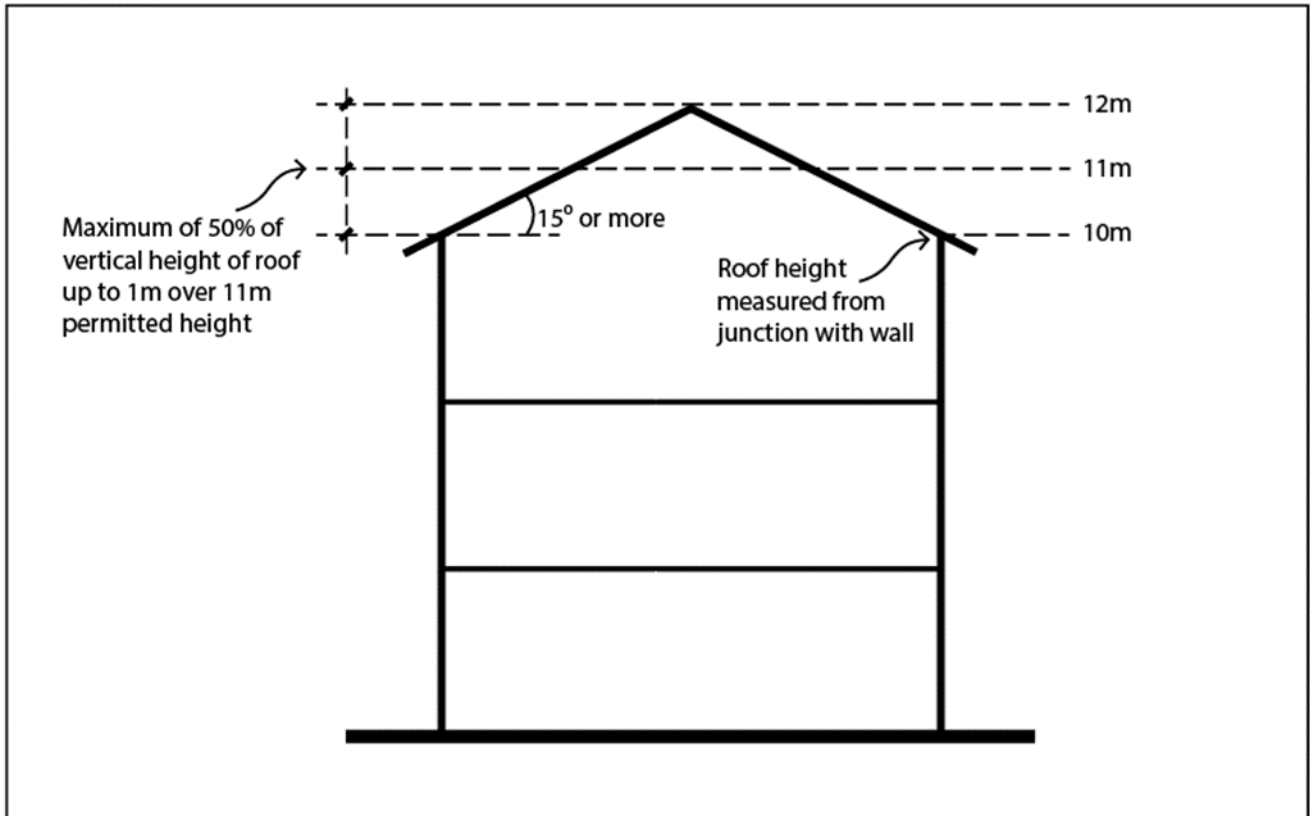 12m
11m
10m
15° or more
Maximum of 50% of
vertical height of roof
up to 1m over 11m
permitted height
Roof height
measured from
junction with wall